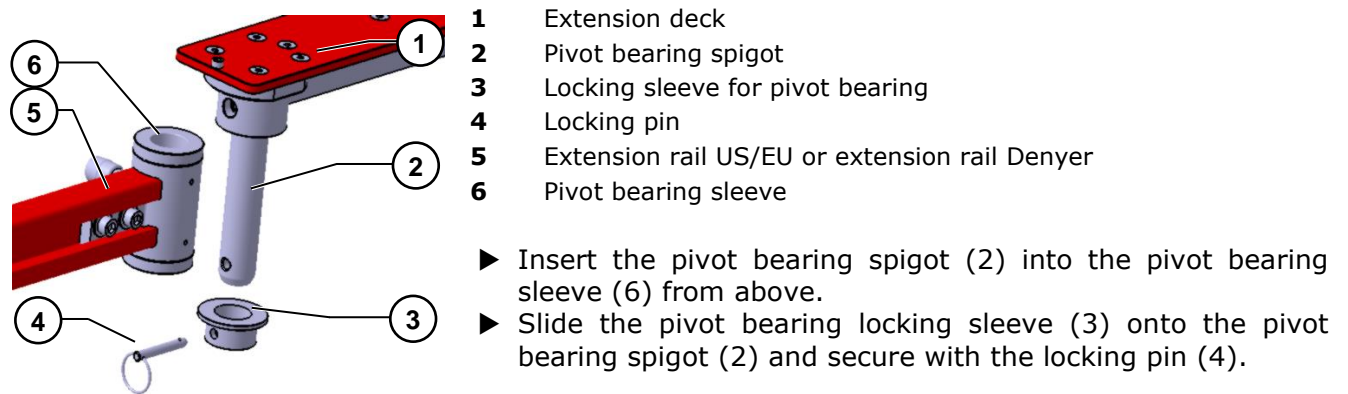 1 Extension deck
2 Pivot bearing spigot
3 Locking sleeve for pivot bearing
4 Locking pin
5 Extension rail US/EU or extension rail Denyer
6 Pivot bearing sleeve
▶ Insert the pivot bearing spigot (2) into the pivot bearing
sleeve (6) from above.
▶ Slide the pivot bearing locking sleeve (3) onto the pivot
bearing spigot (2) and secure with the locking pin (4).
1
6
5
2
4
3